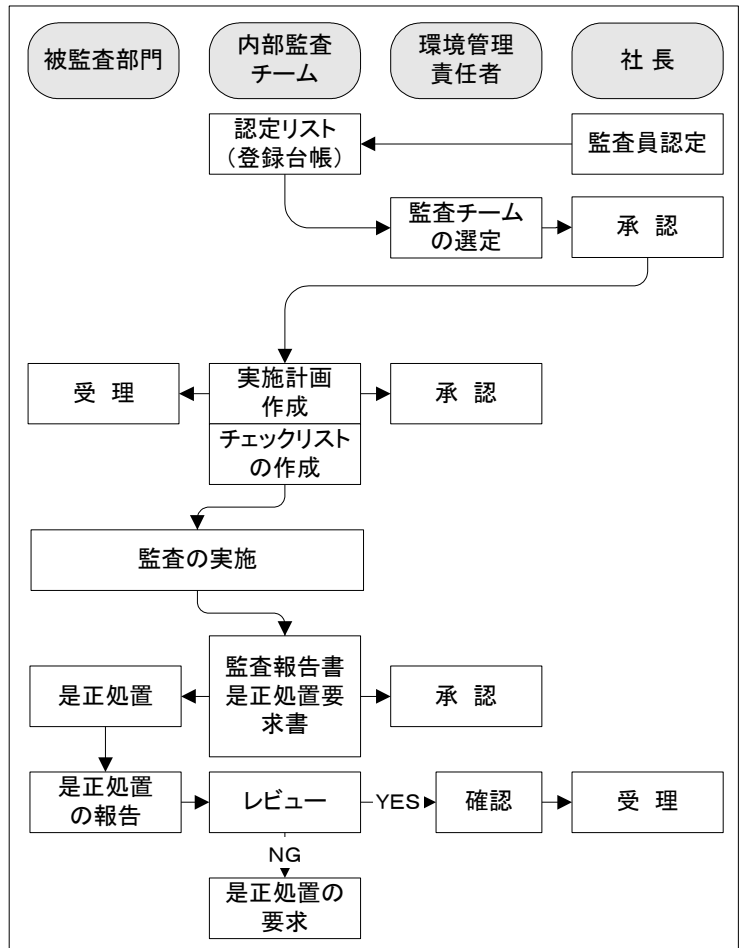 被監査部門
内部監査
チーム
環境管理
責任者
社 長
認定リスト
（登録台帳）
監査員認定
監査チーム
の選定
承 認
受 理
実施計画
作成
承 認
チェックリスト
の作成
監査の実施
監査報告書
是正処置要
求書
是正処置
承 認
是正処置
の報告
レビュー
YES
確認
受 理
NG
是正処置の
要求